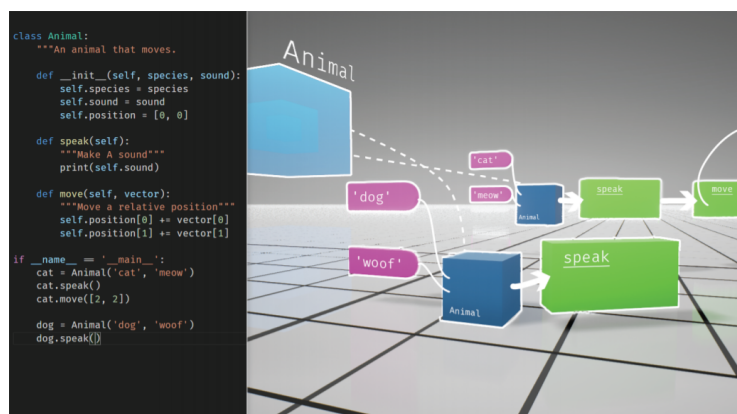 class Animal:
    """An animal that moves.
    def __init__(self, species, sound):
        self.species = species
        self.sound = sound
        self.position = [0, 0]
    def speak(self):
        """Make A sound"""
        print(self.sound)
    def move(self, vector):
        """Move a relative position"""
        self.position[0] += vector[0]
        self.position[1] += vector[1]
if __name__ == '__main__':
    cat = Animal('cat', 'meow')
    cat.speak()
    cat.move([2, 2])
    dog = Animal('dog', 'woof')
    dog.speak()
Animal
'cat'
'meow'
Animal
speak
move
'dog'
'woof'
Animal
speak